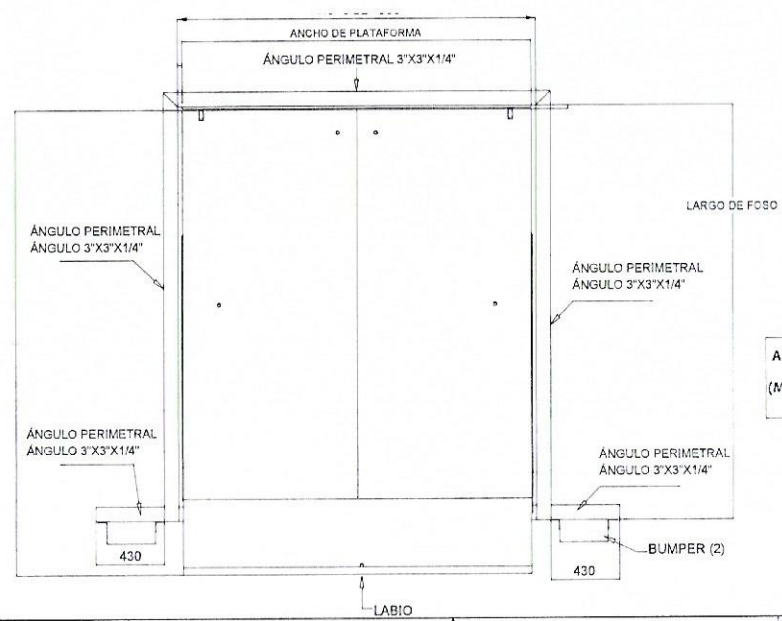 ANCHO DE PLATAFORMA
ÁNGULO PERIMETRAL 3"X3"X1/4"
LARGO DE FOSO
ÁNGULO PERIMETRAL
ÁNGULO 3"X3"X1/4"
ÁNGULO PERIMETRAL
ÁNGULO 3"X3"X1/4"
A
(M
ÁNGULO PERIMETRAL
ÁNGULO 3"X3"X1/4"
ÁNGULO PERIMETRAL
ÁNGULO 3"X3"X1/4"
430
BUMPER (2)
430
LABIO